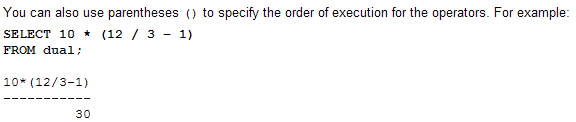 You can also use parentheses () to specify the order of execution for the operators. For example:
SELECT 10 * (12 / 3 - 1)
FROM dual;
10*(12/3-1)
-----------
30